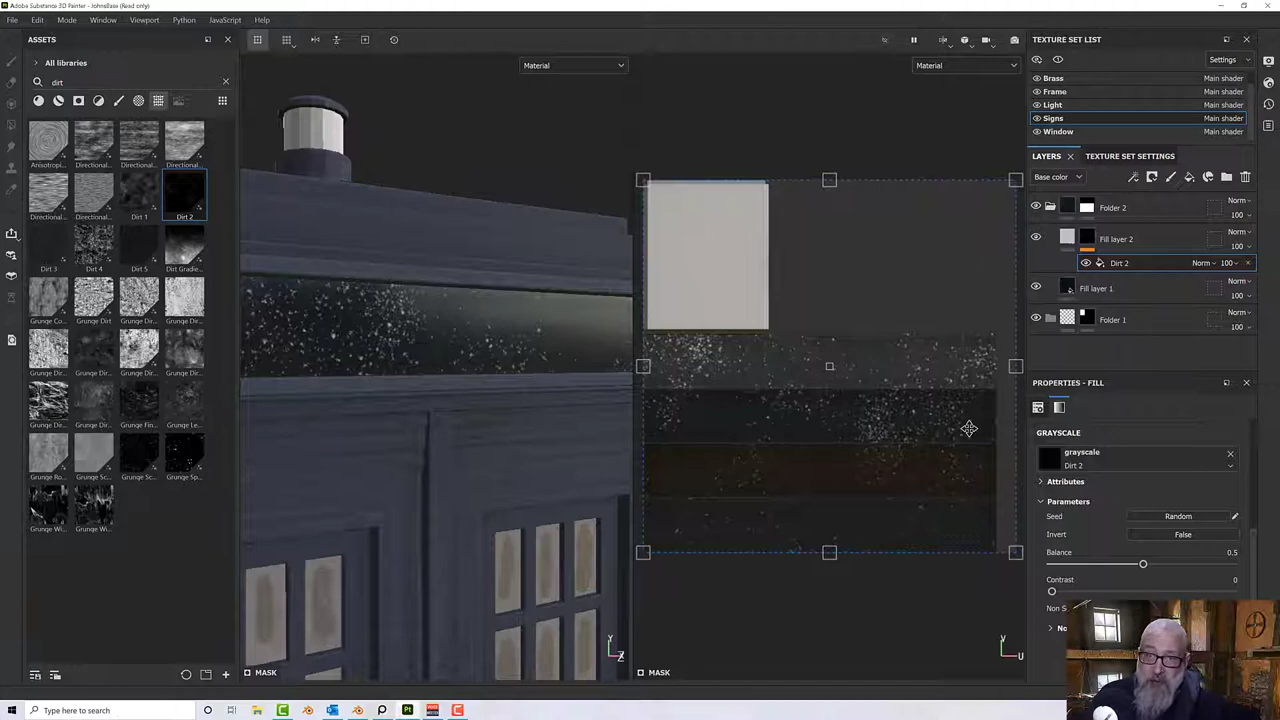 Adobe Substance 3D Painter - JohnsBase (Read only)
File Edit Mode Window Viewport Python JavaScript Help
ASSETS
All libraries
dirt
Anisotropi...
Directional...
Directional...
Directional...
Directional...
Directional...
Dirt 1
Dirt 2
Dirt 3
Dirt 4
Dirt 5
Dirt Gradie...
Grunge Co...
Grunge Dirt
Grunge Dir...
Grunge Dir...
Grunge Dir...
Grunge Dir...
Grunge Dir...
Grunge Dir...
Grunge Dir...
Grunge Dus...
Grunge Fin...
Grunge Le...
Grunge Ro...
Grunge Sc...
Grunge Sc...
Grunge Sp...
Grunge Wi...
Grunge Wi...
Material
Material
Y
Z
MASK
V
U
MASK
TEXTURE SET LIST
Settings
Brass Main shader
Frame Main shader
Light Main shader
Signs Main shader
Window Main shader
LAYERS TEXTURE SET SETTINGS
Base color
Folder 2 Norm 100
Fill layer 2 Norm 100
Dirt 2 Norm 100
Fill layer 1 Norm 100
Folder 1 Norm 100
PROPERTIES - FILL
GRAYSCALE
grayscale
Dirt 2
Attributes
Parameters
Seed Random
Invert False
Balance 0.5
Contrast 0
Non S
No
Pt
Type here to search